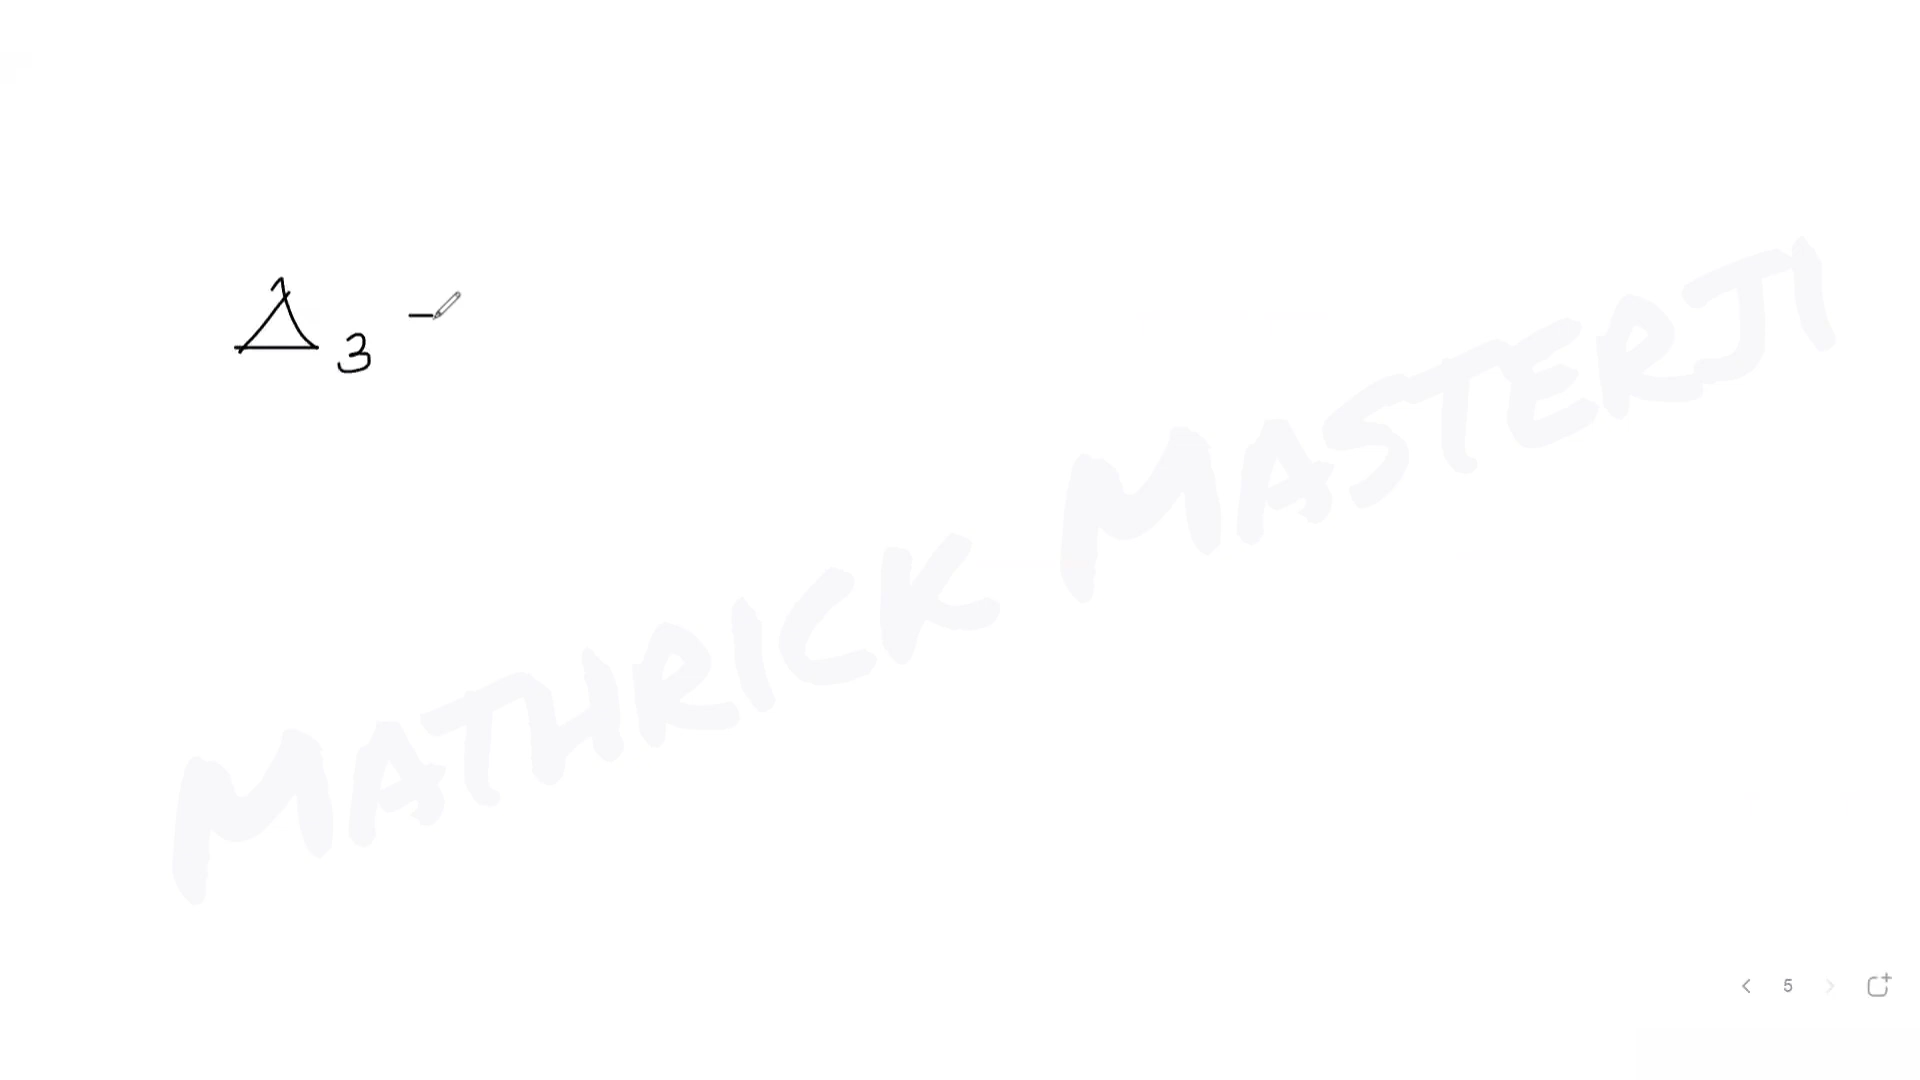 Δ₃ –
MATHRICK MASTERJI
< 5 >